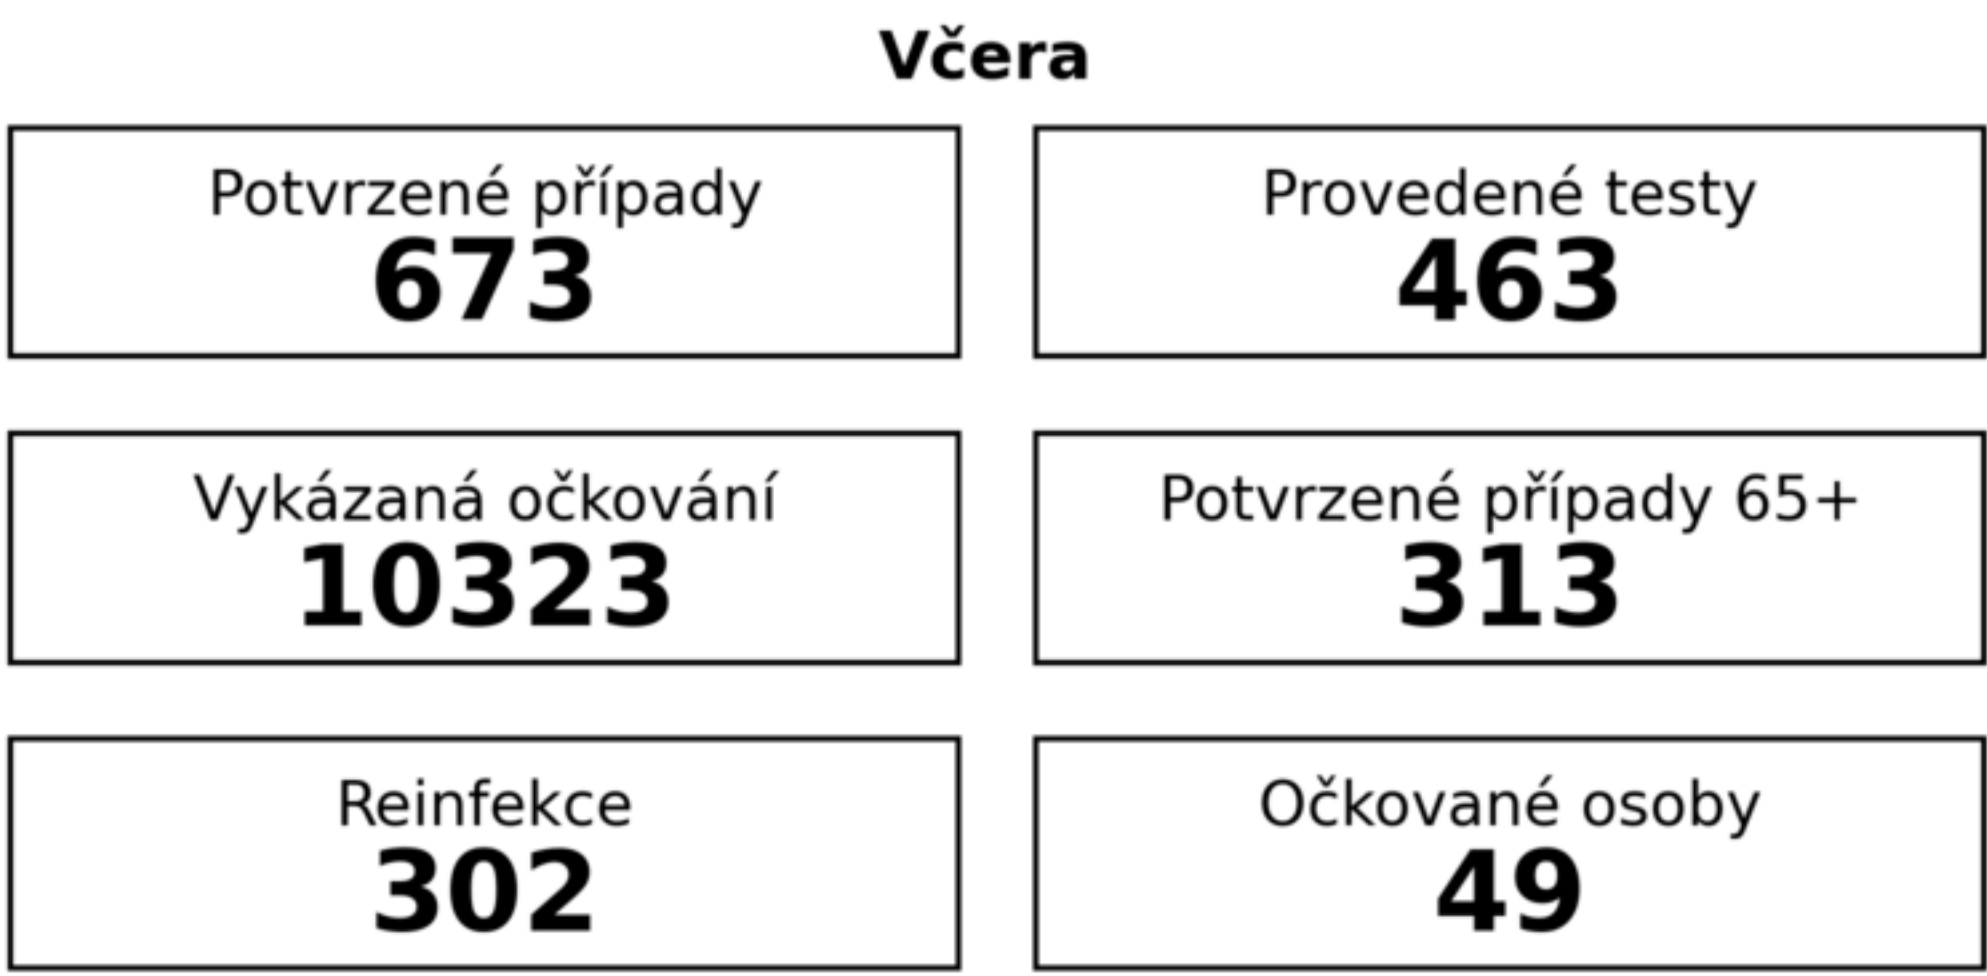 Včera
Potvrzené případy
673
Provedené testy
463
Vykázaná očkování
10323
Potvrzené případy 65+
313
Reinfekce
302
Očkované osoby
49